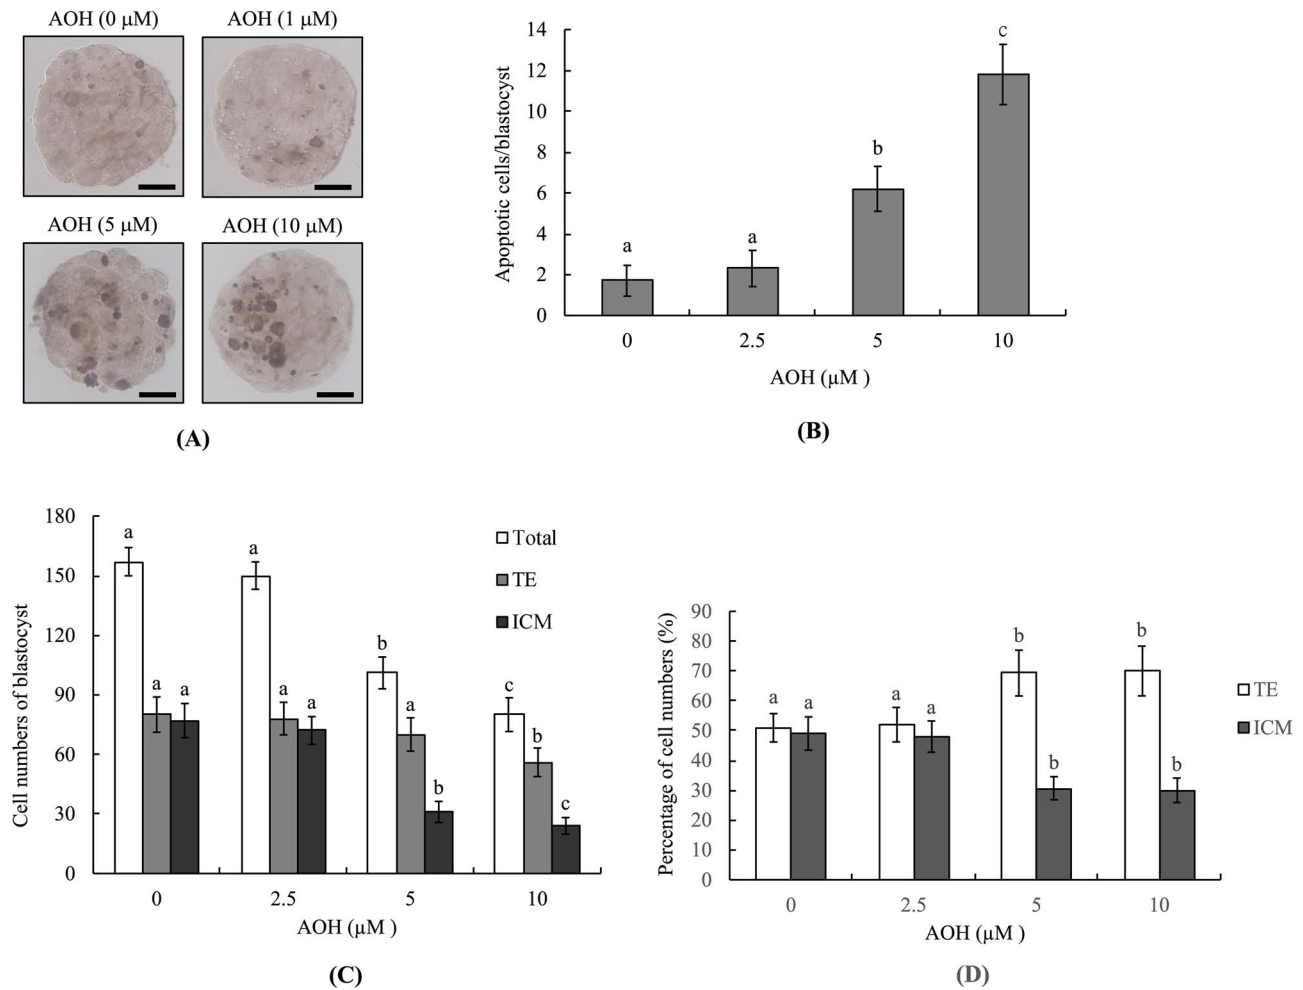 AOH (0 μM)
AOH (1 μM)
AOH (5 μM)
AOH (10 μM)
(A)
Apoptotic cells/blastocyst
14
12
10
8
6
4
2
0
a
a
b
c
0
2.5
5
10
AOH (μM )
(B)
Cell numbers of blastocyst
180
150
120
90
60
30
0
a
a
a
a
a
a
b
a
b
c
b
c
Total
TE
ICM
0
2.5
5
10
AOH (μM )
(C)
Percentage of cell numbers (%)
90
80
70
60
50
40
30
20
10
0
a
a
a
a
b
b
b
b
TE
ICM
0
2.5
5
10
AOH (μM )
(D)